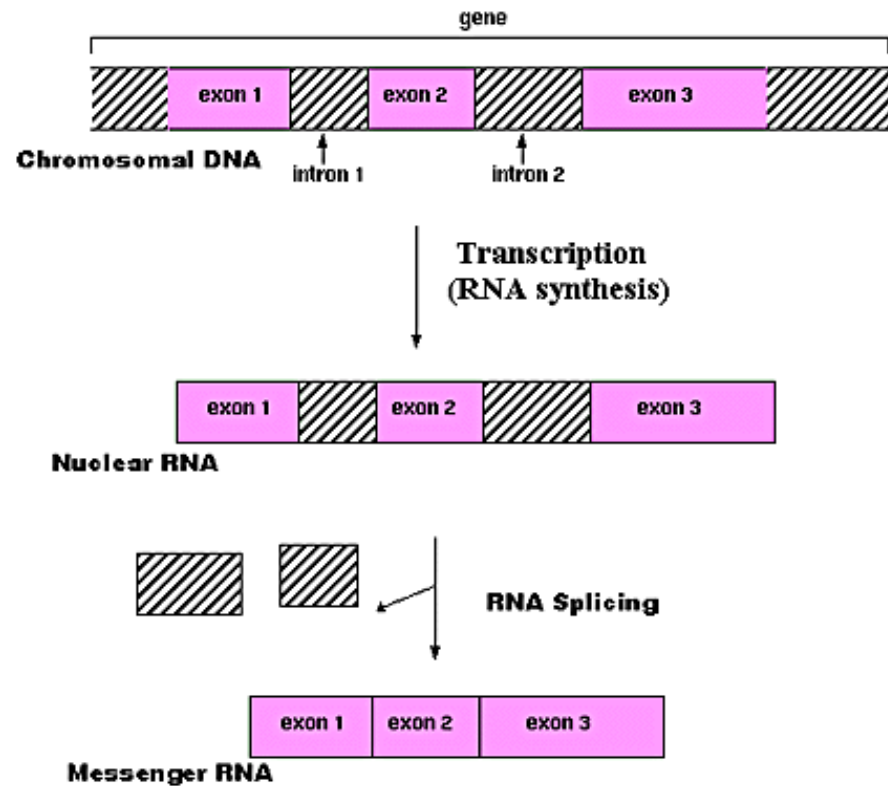 gene
exon 1
exon 2
exon 3
Chromosomal DNA
intron 1
intron 2
Transcription
(RNA synthesis)
exon 1
exon 2
exon 3
Nuclear RNA
RNA Splicing
exon 1
exon 2
exon 3
Messenger RNA